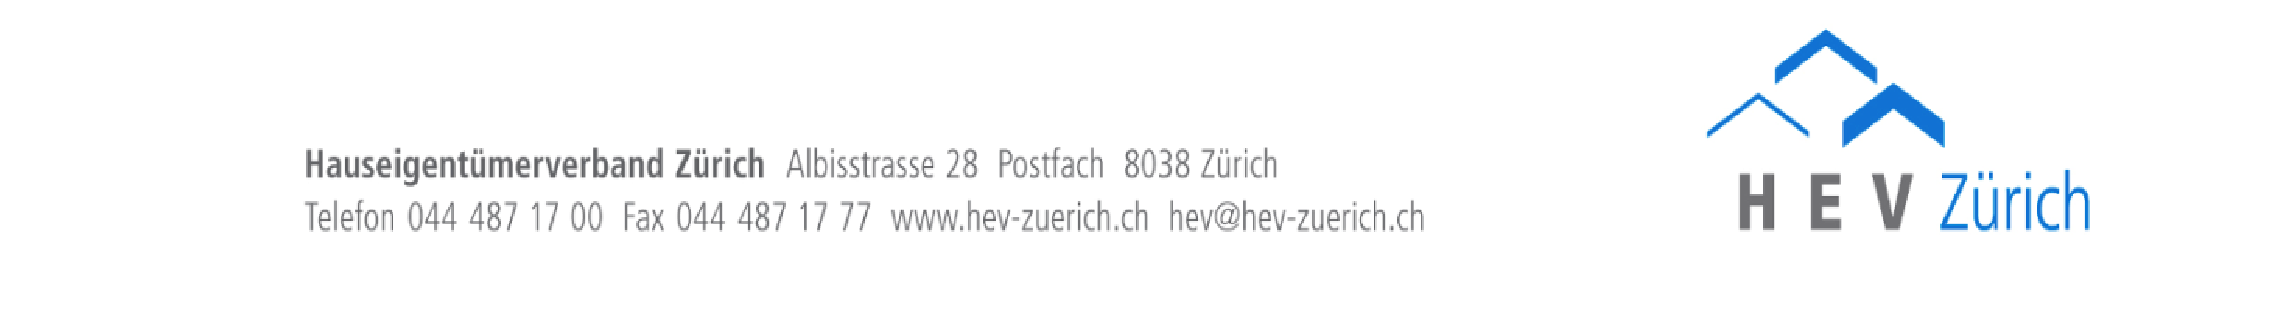 Hauseigentümerverband Zürich Albisstrasse 28 Postfach 8038 Zürich
Telefon 044 487 17 00 Fax 044 487 17 77 www.hev-zuerich.ch hev@hev-zuerich.ch
HEV Zürich